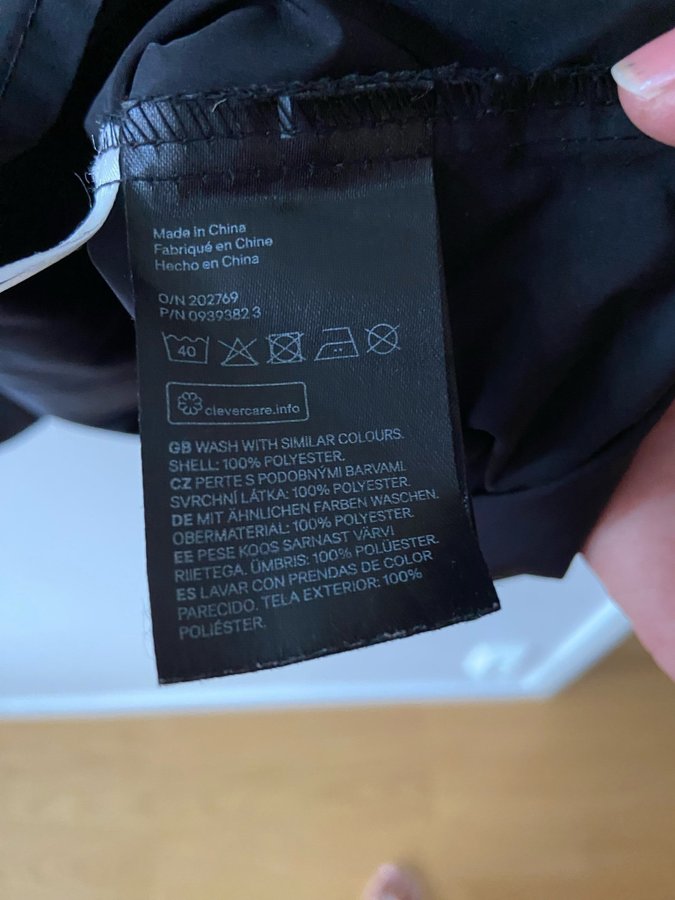 Made in China
Fabriqué en Chine
Hecho en China
O/N 202769
P/N 0939382 3
40
clevercare.info
GB WASH WITH SIMILAR COLOURS.
SHELL: 100% POLYESTER.
CZ PERTE S PODOBNÝMI BARVAMI.
SVRCHNÍ LÁTKA: 100% POLYESTER.
DE MIT ÄHNLICHEN FARBEN WASCHEN.
OBERMATERIAL: 100% POLYESTER.
EE PESE KOOS SARNAST VÄRVI
RIIETEGA. ÜMBRIS: 100% POLÜESTER.
ES LAVAR CON PRENDAS DE COLOR
PARECIDO. TELA EXTERIOR: 100%
POLIÉSTER.